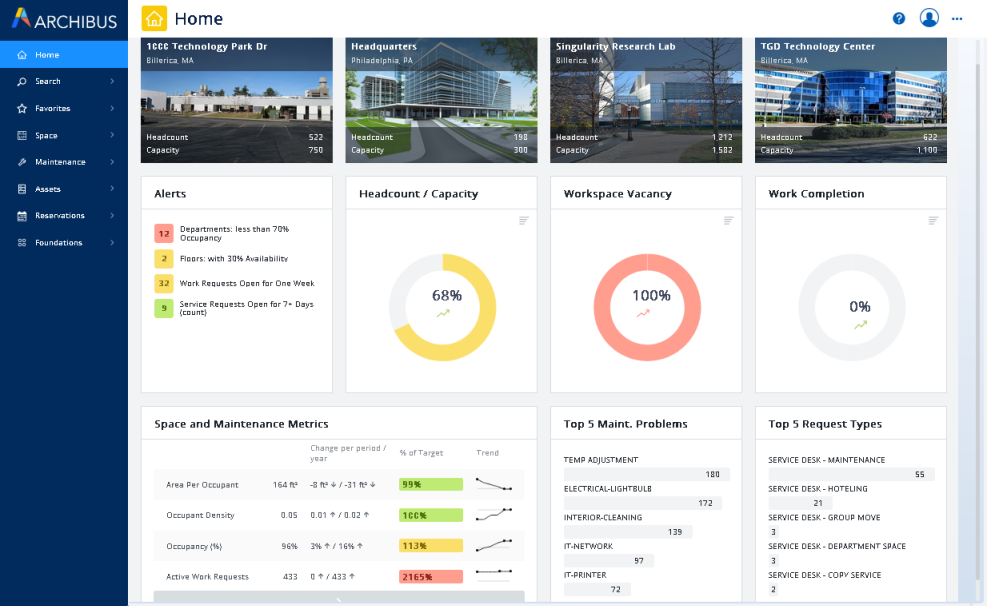 ARCHIBUS
Home
Home
Search
Favorites
Space
Maintenance
Assets
Reservations
Foundations
Technology Park Dr
Billerica, MA
Headcount 522
Capacity 750
Headquarters
Philadelphia, PA
Headcount 190
Capacity 300
Singularity Research Lab
Billerica, MA
Headcount 1 212
Capacity 1 502
TGD Technology Center
Billerica, MA
Headcount 622
Capacity 1,100
Alerts
12 Departments: less than 70%
Occupancy
2 Floors: with 30% Availability
32 Work Requests Open for One Week
9 Service Requests Open for 7+ Days
(count)
Headcount / Capacity
68%
Workspace Vacancy
100%
Work Completion
0%
Space and Maintenance Metrics
Change per period /
year
% of Target
Trend
Area Per Occupant 164 ft² -8 ft² ↓ / -31 ft² ↓ 99%
Occupant Density 0.05 0.01 ↑ / 0.02 ↑
Occupancy (%) 96% 3% ↑ / 16% ↑ 113%
Active Work Requests 433 0 ↑ / 433 ↑ 2165%
Top 5 Maint. Problems
TEMP ADJUSTMENT
180
ELECTRICAL-LIGHTBULB
172
INTERIOR-CLEANING
139
IT-NETWORK
97
IT-PRINTER
72
Top 5 Request Types
SERVICE DESK - MAINTENANCE
55
SERVICE DESK - HOTELING
21
SERVICE DESK - GROUP MOVE
3
SERVICE DESK - DEPARTMENT SPACE
3
SERVICE DESK - COPY SERVICE
2